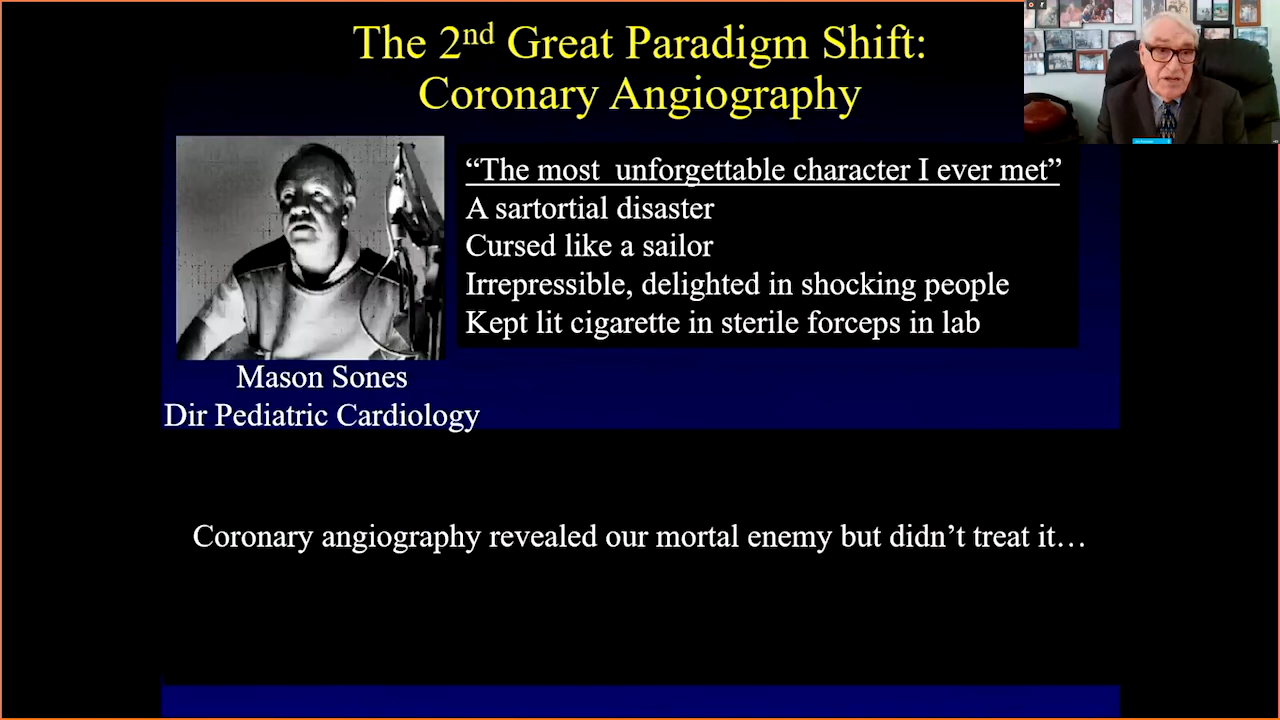 The 2nd Great Paradigm Shift:
Coronary Angiography
“The most  unforgettable character I ever met”
A sartortial disaster
Cursed like a sailor
Irrepressible, delighted in shocking people
Kept lit cigarette in sterile forceps in lab
Mason Sones
Dir Pediatric Cardiology
Coronary angiography revealed our mortal enemy but didn’t treat it…